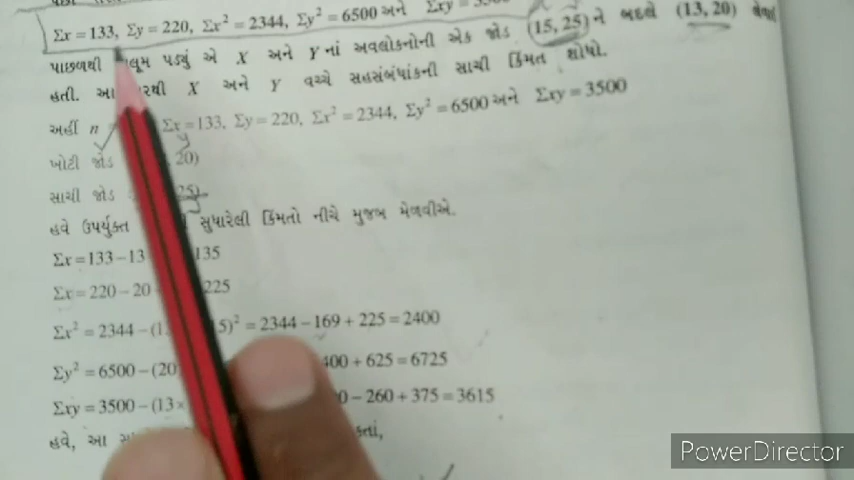 Σx = 133, Σy = 220, Σx² = 2344, Σy² = 6500 અને Σxy =
પાછળથી પડ્યું એ X અને Y નાં અવલોકનોની એક જોડ (15, 25) ને બદલે (13, 20)
હતી. આ X અને Y વચ્ચે સહસંબંધાંકની સાચી કિંમત શોધો.
અહીં n Σx = 133, Σy = 220, Σx² = 2344, Σy² = 6500 અને Σxy = 3500
y
ખોટી જોડ 20)
સાચી જોડ 25)
હવે ઉપર્યુક્ત સુધારેલી કિંમતો નીચે મુજબ મેળવીએ.
Σx = 133 − 13 135
Σx = 220 − 20 225
Σx² = 2344 − (1 5)² = 2344 − 169 + 225 = 2400
Σy² = 6500 − (20 400 + 625 = 6725
Σxy = 3500 − (13 × 0 − 260 + 375 = 3615
હવે, આ
PowerDirector